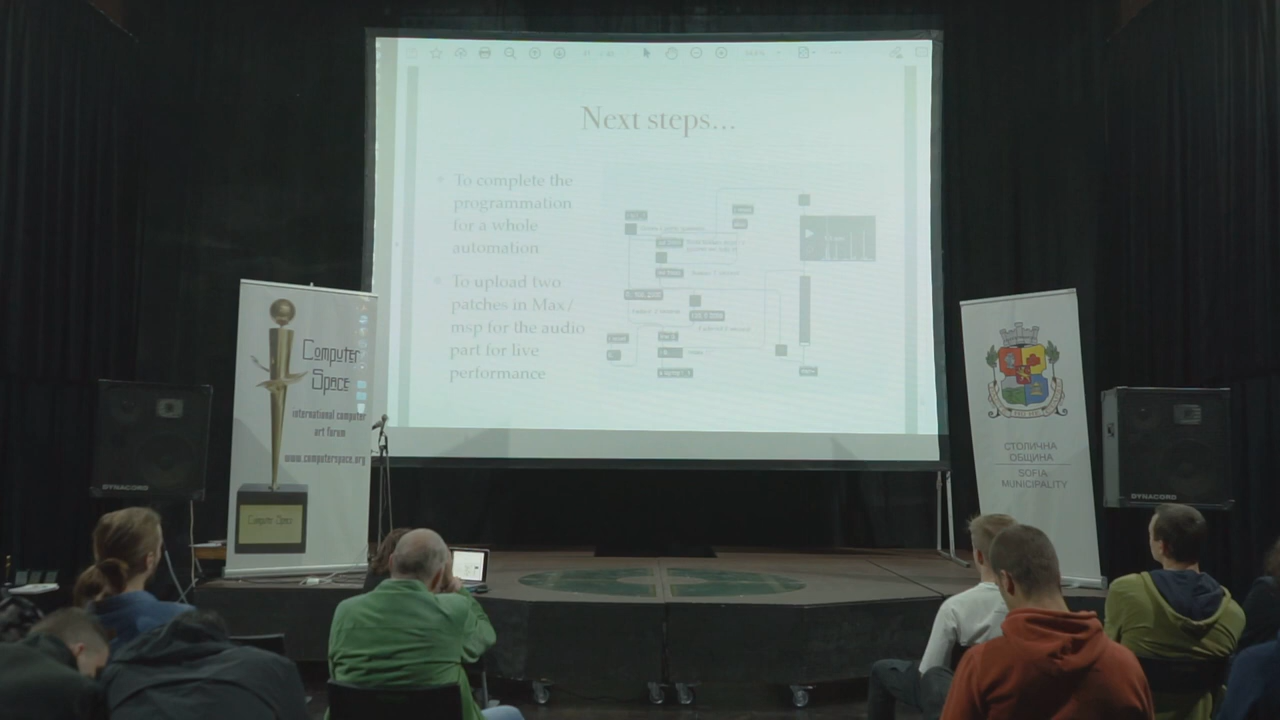 Next steps...
To complete the
programmation
for a whole
automation
To upload two
patches in Max/
msp for the audio
part for live
performance
Computer
Space
international computer
art forum
www.computerspace.org
Computer Space
СТОЛИЧНА
ОБЩИНА
SOFIA
MUNICIPALITY
DYNACORD
DYNACORD